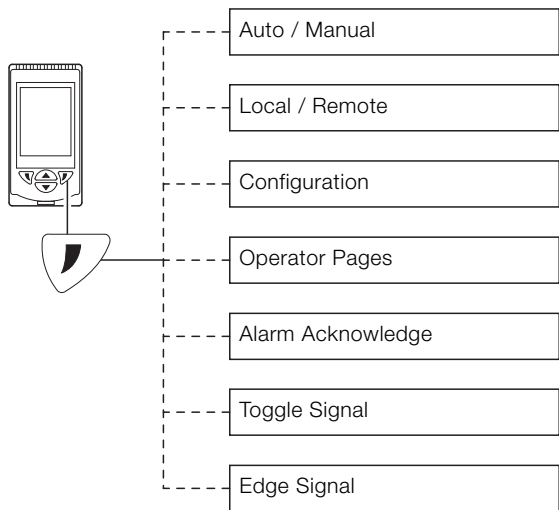 Auto / Manual
Local / Remote
Configuration
Operator Pages
Alarm Acknowledge
Toggle Signal
Edge Signal